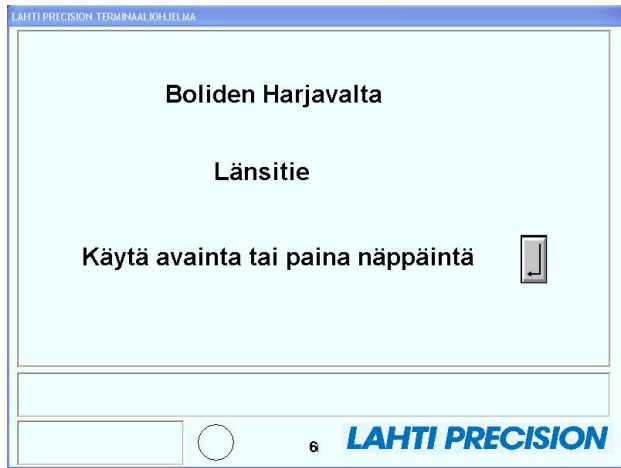 LAHTI PRECISION TERMINAALIOHJELMA
Boliden Harjavalta
Länsitie
Käytä avainta tai paina näppäintä
6
LAHTI PRECISION